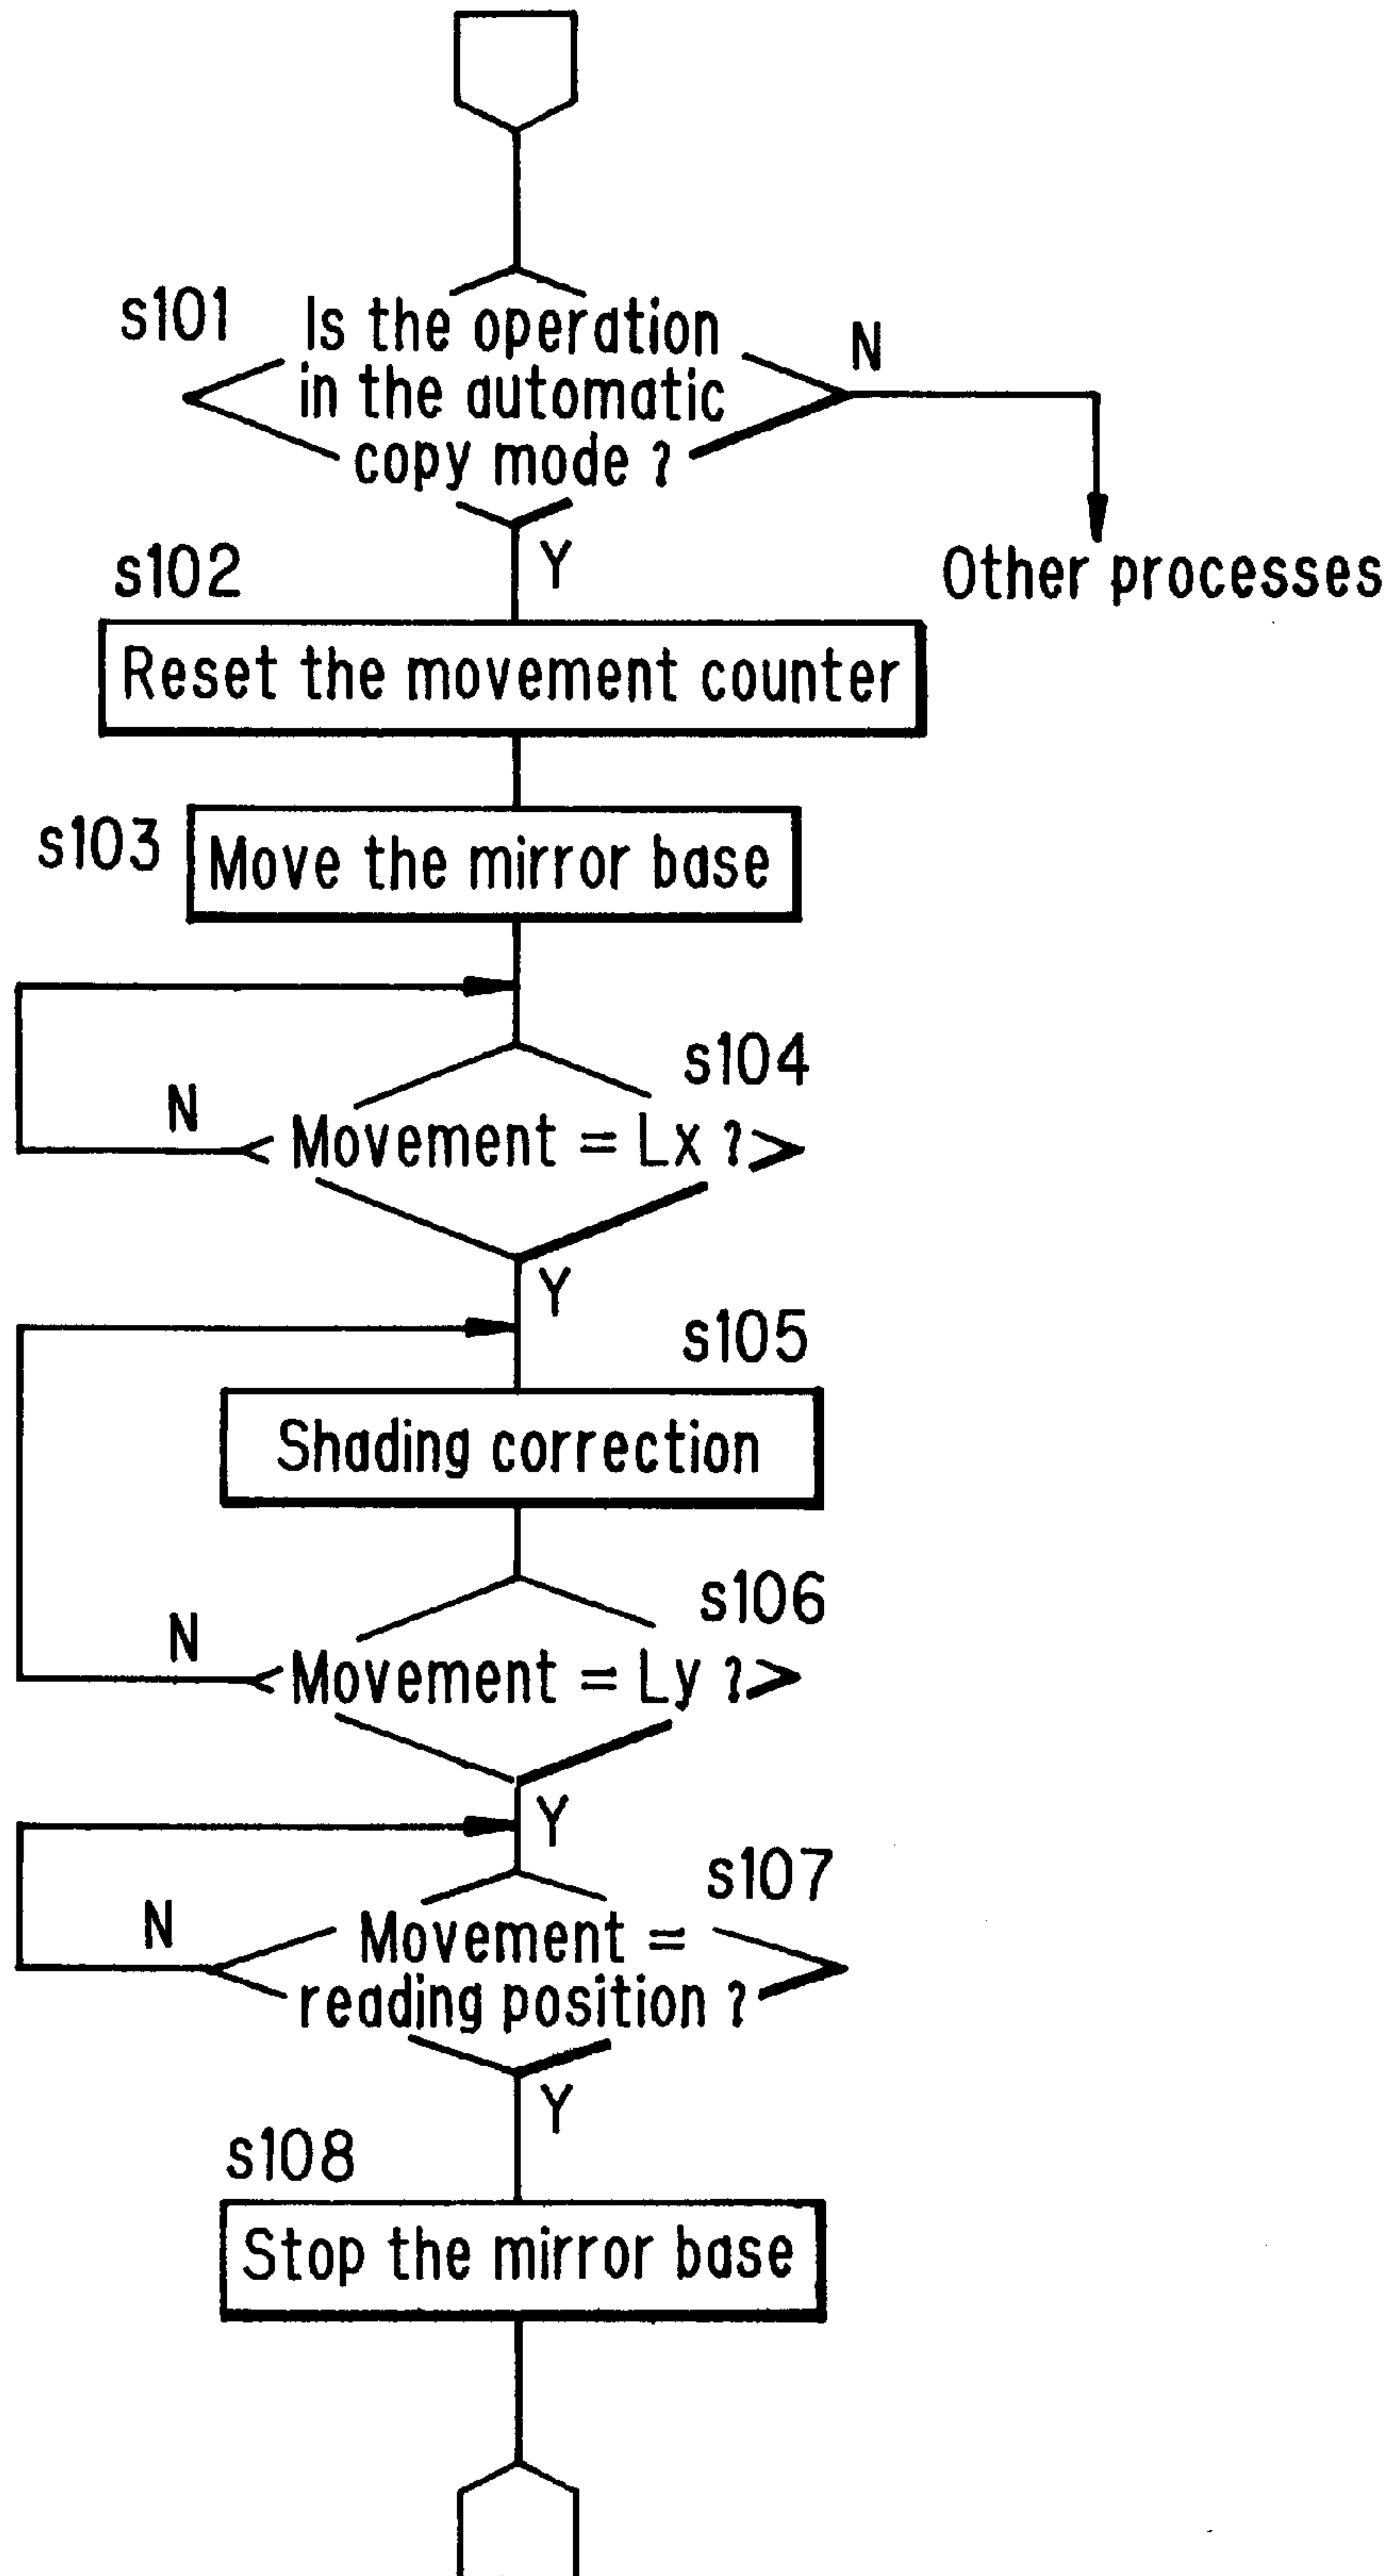 s101
Is the operation
in the automatic
copy mode ?
N
Y
Other processes
s102
Reset the movement counter
s103
Move the mirror base
s104
N
Movement = Lx ?
Y
s105
Shading correction
s106
N
Movement = Ly ?
Y
s107
N
Movement =
reading position ?
Y
s108
Stop the mirror base